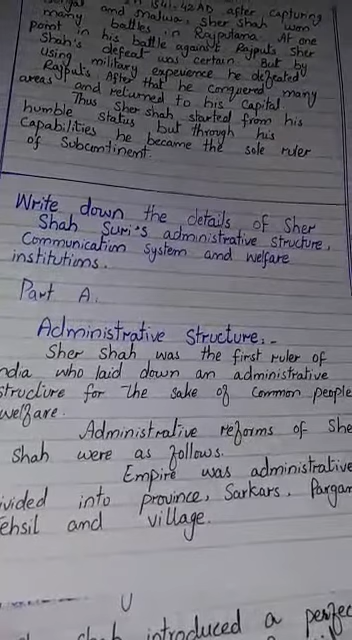 in 1541-42AD after capturing
and malwa, Sher Shah won
many battles in Rajputana. At one
point in his battle against Rajputs Sher
Shah's defeat was certain. But by
using military experience he defeated
Rajputs. After that he conquered many
areas and returned to his capital.
Thus Sher shah started from his
humble status but through his
capabilities he became the sole ruler
of Subcontinent.
Write down the details of Sher
Shah Suri's administrative structure,
Communication system and welfare
institutions.
Part A.
Administrative Structure:-
Sher Shah was the first ruler of
ndia who laid down an administrative
structure for the sake of common people
welfare.
Administrative reforms of She
Shah were as follows.
Empire was administrative
ivided into province, Sarkars, Pargan
ehsil and village.
introduced a perfec